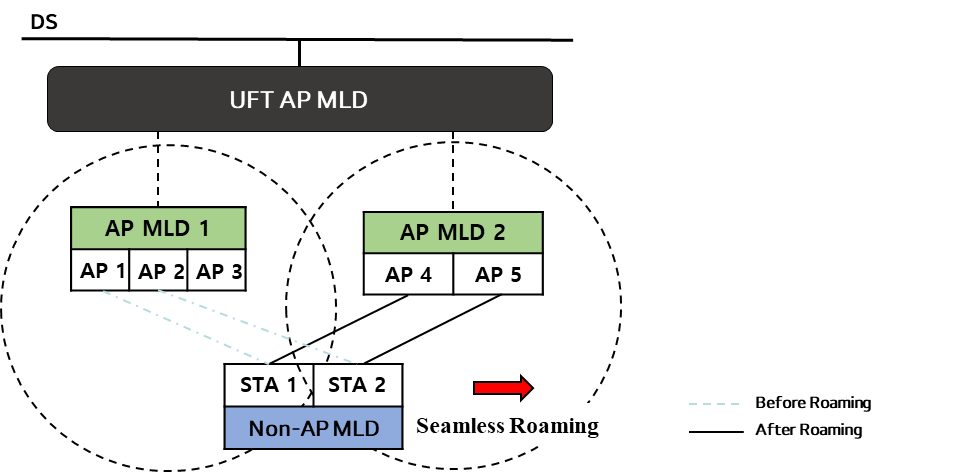 DS
UFT AP MLD
AP MLD 1
AP 1 AP 2 AP 3
AP MLD 2
AP 4 AP 5
STA 1 STA 2
Non-AP MLD
Seamless Roaming
Before Roaming
After Roaming